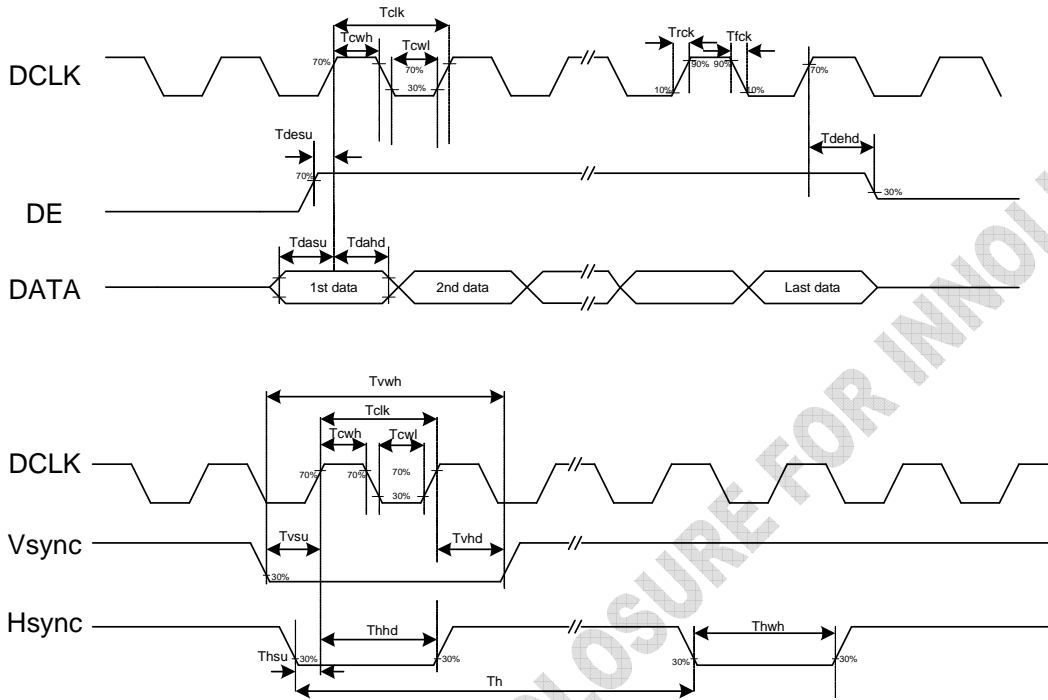 Tclk
Tcwh
Tcwl
Trck
Tfck
DCLK
70%
70%
30%
90%
90%
10%
10%
70%
Tdesu
Tdehd
70%
30%
DE
Tdasu
Tdahd
DATA
1st data
2nd data
Last data
Tvwh
Tclk
Tcwh
Tcwl
DCLK
70%
70%
70%
30%
Tvsu
Tvhd
Vsync
30%
Hsync
Thhd
Thwh
30%
30%
30%
30%
Thsu
Th